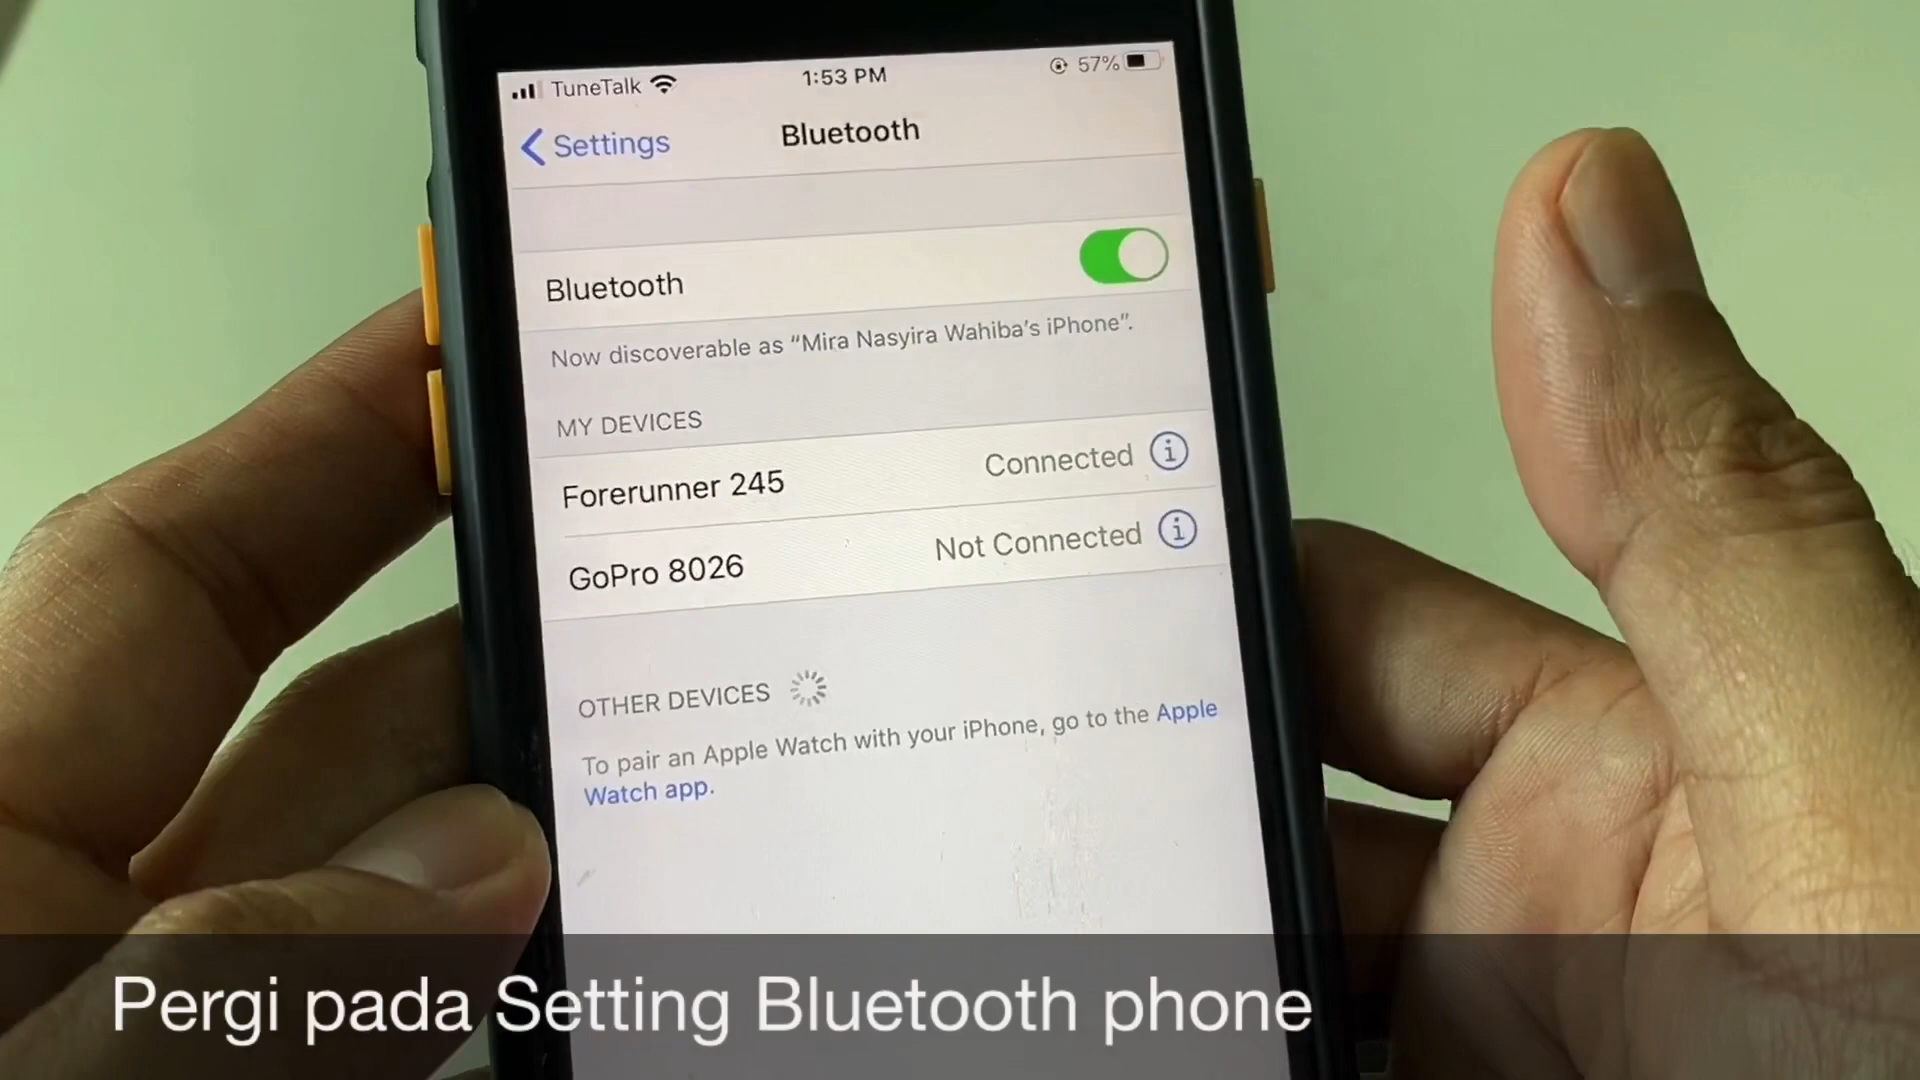 TuneTalk 1:53 PM 57%
Settings Bluetooth
Bluetooth
Now discoverable as “Mira Nasyira Wahiba’s iPhone”.
MY DEVICES
Forerunner 245 Connected
GoPro 8026 Not Connected
OTHER DEVICES
To pair an Apple Watch with your iPhone, go to the Apple
Watch app.
Pergi pada Setting Bluetooth phone